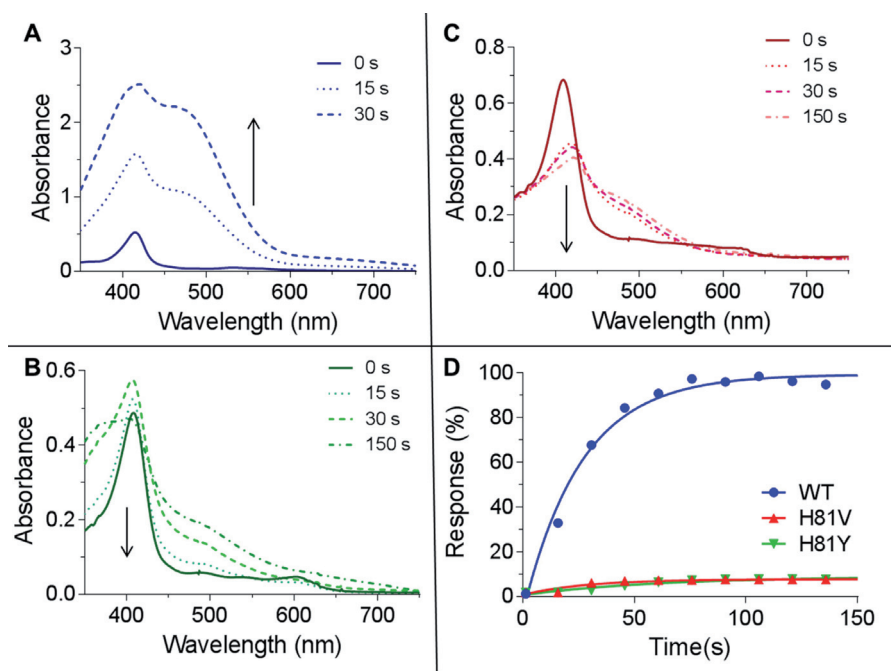 A
Absorbance
3
2
1
0
400 500 600 700
Wavelength (nm)
0 s
15 s
30 s
C
Absorbance
0.8
0.6
0.4
0.2
0.0
400 500 600 700
Wavelength (nm)
0 s
15 s
30 s
150 s
B
Absorbance
0.6
0.4
0.2
0.0
400 500 600 700
Wavelength (nm)
0 s
15 s
30 s
150 s
D
Response (%)
100
80
60
40
20
0
0 50 100 150
Time(s)
WT
H81V
H81Y